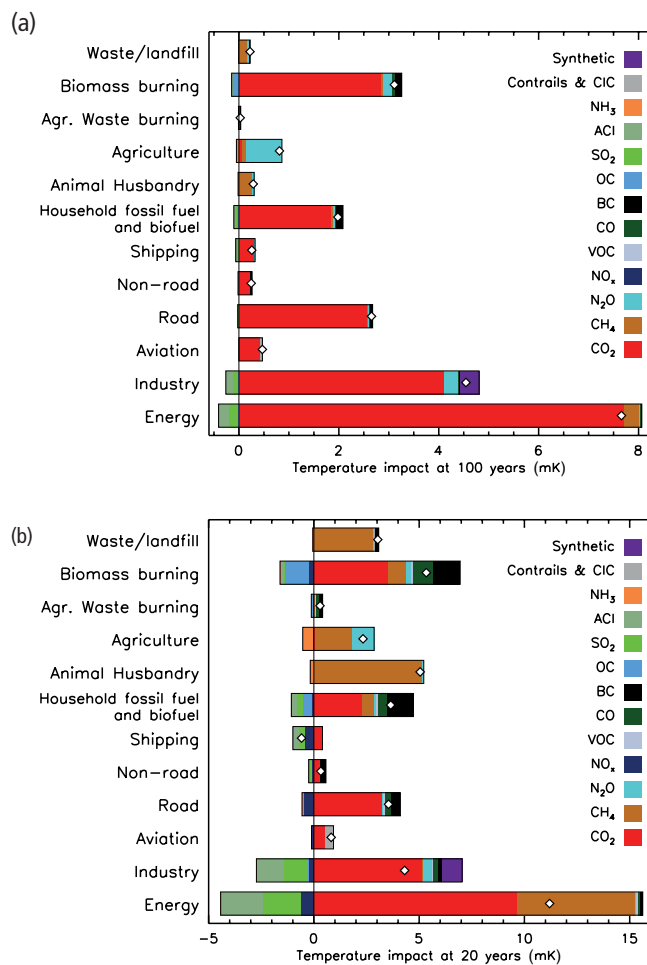 (a)
Waste/landfill
Biomass burning
Agr. Waste burning
Agriculture
Animal Husbandry
Household fossil fuel
and biofuel
Shipping
Non-road
Road
Aviation
Industry
Energy
Synthetic
Contrails & CIC
NH₃
ACI
SO₂
OC
BC
CO
VOC
NOₓ
N₂O
CH₄
CO₂
0 2 4 6 8
Temperature impact at 100 years (mK)
(b)
Waste/landfill
Biomass burning
Agr. Waste burning
Agriculture
Animal Husbandry
Household fossil fuel
and biofuel
Shipping
Non-road
Road
Aviation
Industry
Energy
Synthetic
Contrails & CIC
NH₃
ACI
SO₂
OC
BC
CO
VOC
NOₓ
N₂O
CH₄
CO₂
-5 0 5 10 15
Temperature impact at 20 years (mK)